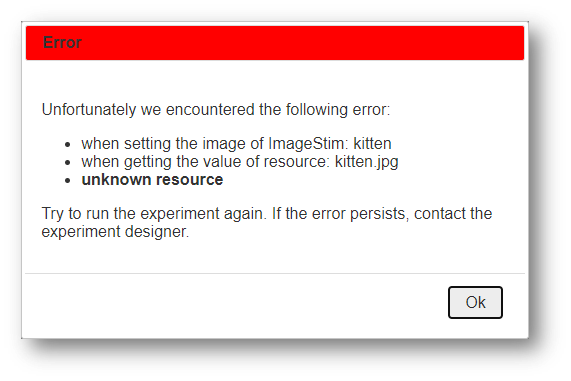 Error
Unfortunately we encountered the following error:
• when setting the image of ImageStim: kitten
• when getting the value of resource: kitten.jpg
• unknown resource
Try to run the experiment again. If the error persists, contact the
experiment designer.
Ok